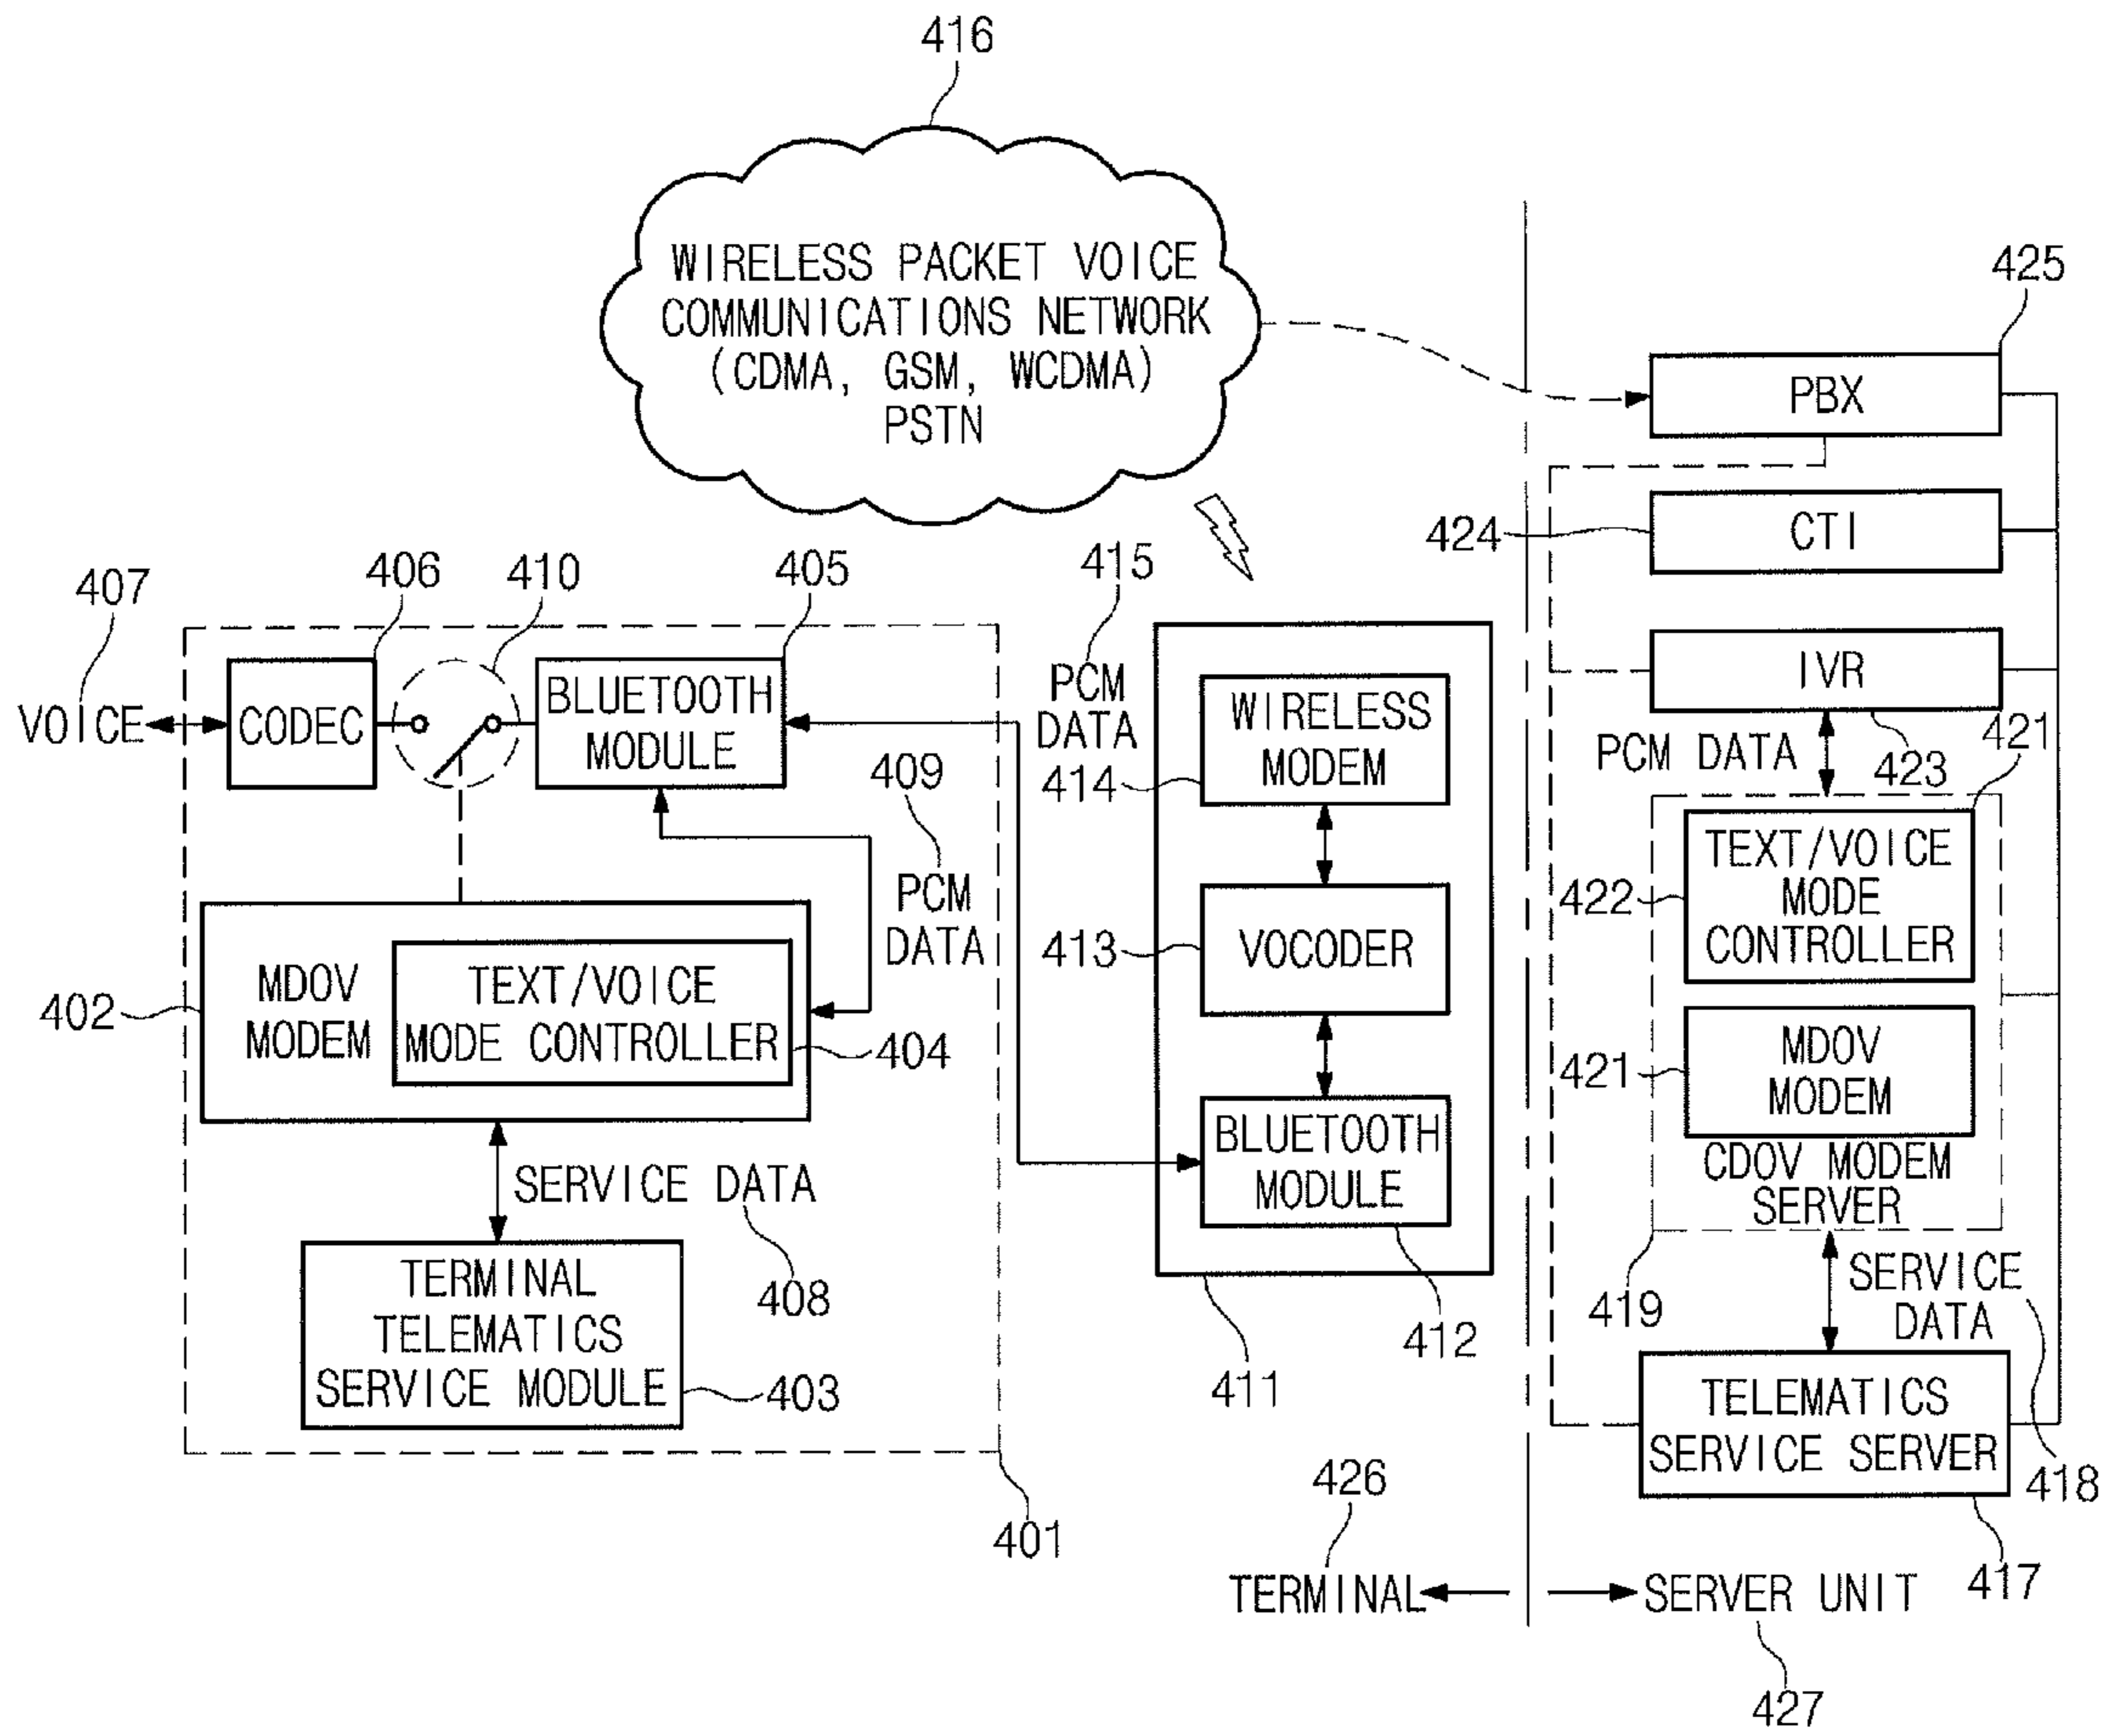 416
WIRELESS PACKET VOICE
COMMUNICATIONS NETWORK
(CDMA, GSM, WCDMA)
PSTN
425
PBX
424
CTI
407
406
410
405
415
VOICE
CODEC
BLUETOOTH
MODULE
PCM
DATA
409
PCM
DATA
WIRELESS
MODEM
414
IVR
421
PCM DATA
423
TEXT/VOICE
MODE
CONTROLLER
422
413
VOCODER
402
MDOV
MODEM
TEXT/VOICE
MODE CONTROLLER
404
421
MDOV
MODEM
CDOV MODEM
SERVER
BLUETOOTH
MODULE
SERVICE DATA
408
TERMINAL
TELEMATICS
SERVICE MODULE
403
412
411
419
SERVICE
DATA
TELEMATICS
SERVICE SERVER
418
401
426
417
TERMINAL
SERVER UNIT
427